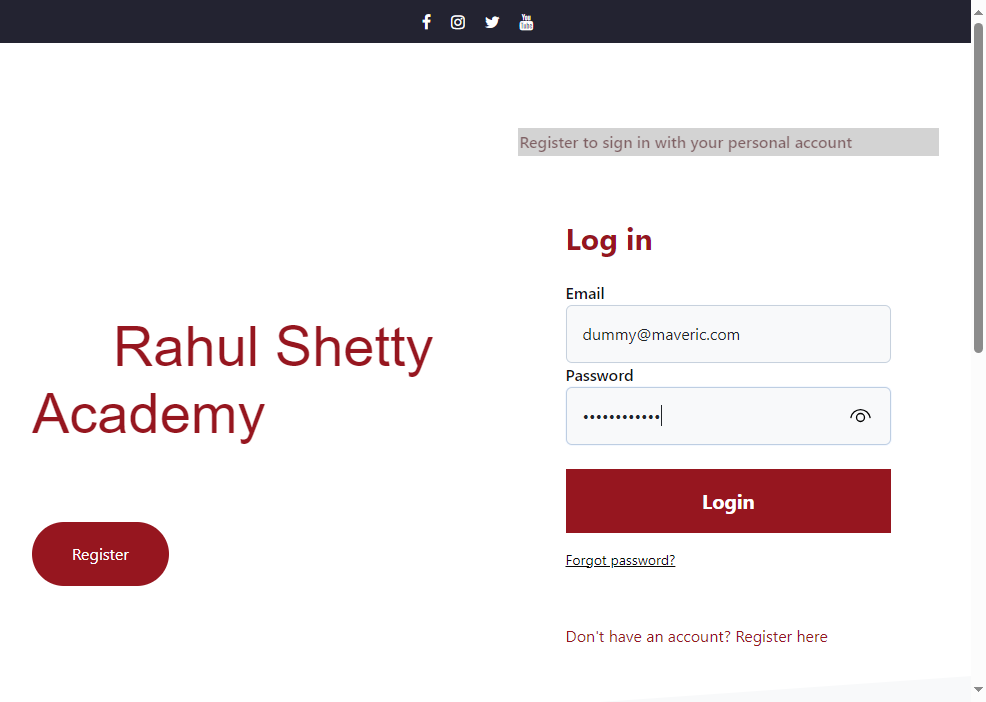 Register to sign in with your personal account
Log in
Email
dummy@maveric.com
Rahul Shetty
Academy
Password
••••••••••••
Login
Register
Forgot password?
Don't have an account? Register here